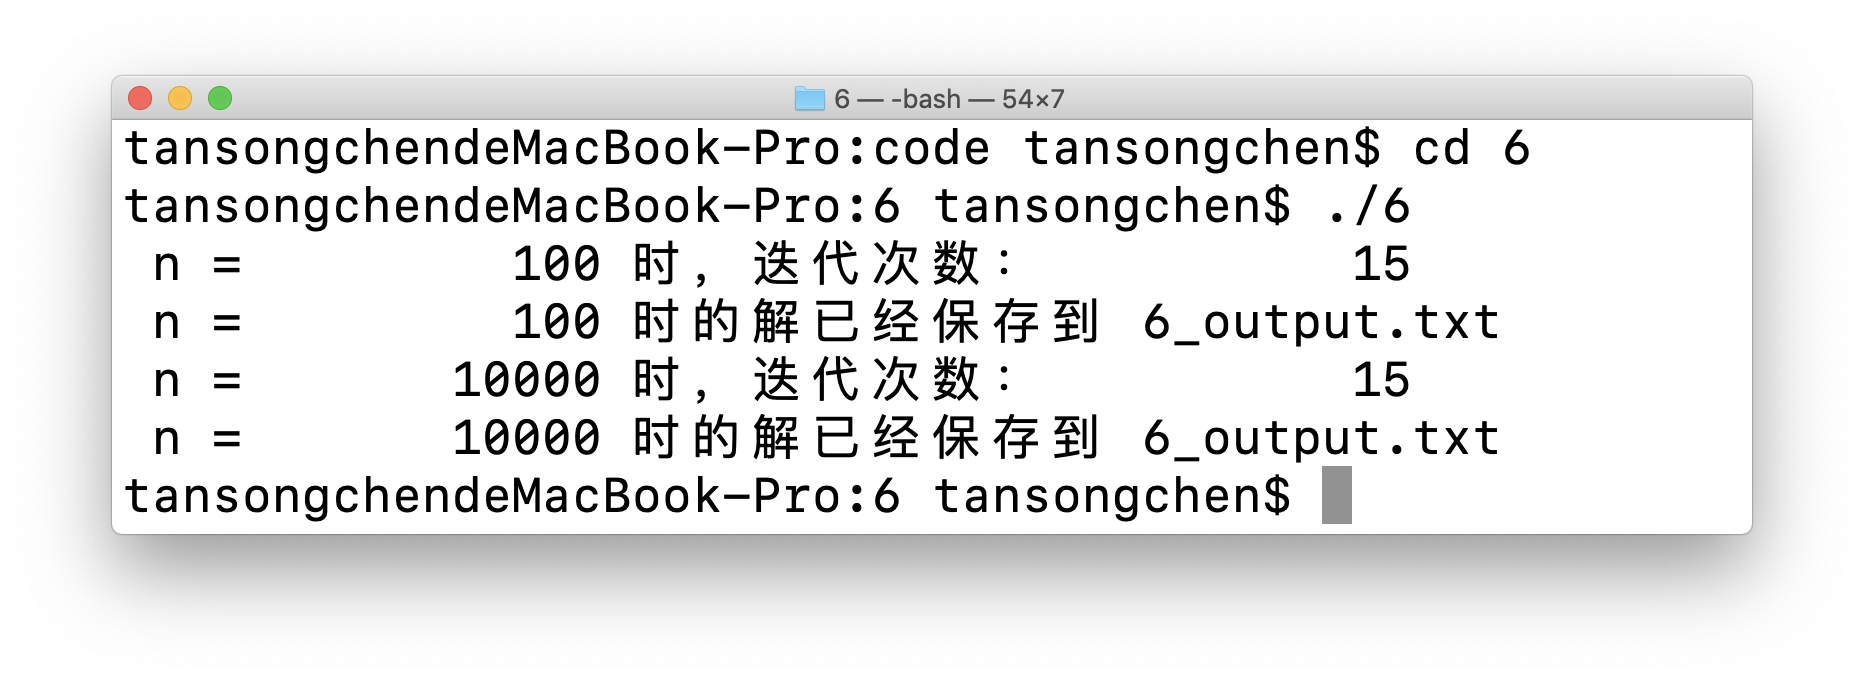 6 — -bash — 54×7
tansongchendeMacBook-Pro:code tansongchen$ cd 6
tansongchendeMacBook-Pro:6 tansongchen$ ./6
n =         100 时，迭代次数：           15
n =         100 时的解已经保存到 6_output.txt
n =       10000 时，迭代次数：           15
n =       10000 时的解已经保存到 6_output.txt
tansongchendeMacBook-Pro:6 tansongchen$